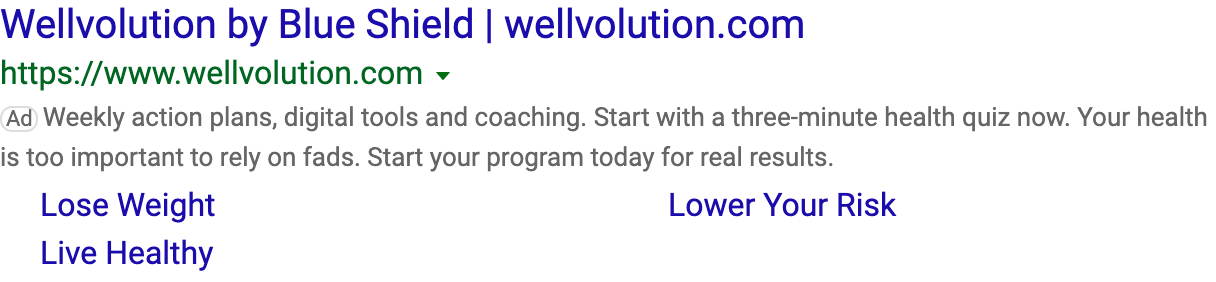 Wellvolution by Blue Shield | wellvolution.com
https://www.wellvolution.com
Ad Weekly action plans, digital tools and coaching. Start with a three-minute health quiz now. Your health
is too important to rely on fads. Start your program today for real results.
Lose Weight Lower Your Risk
Live Healthy